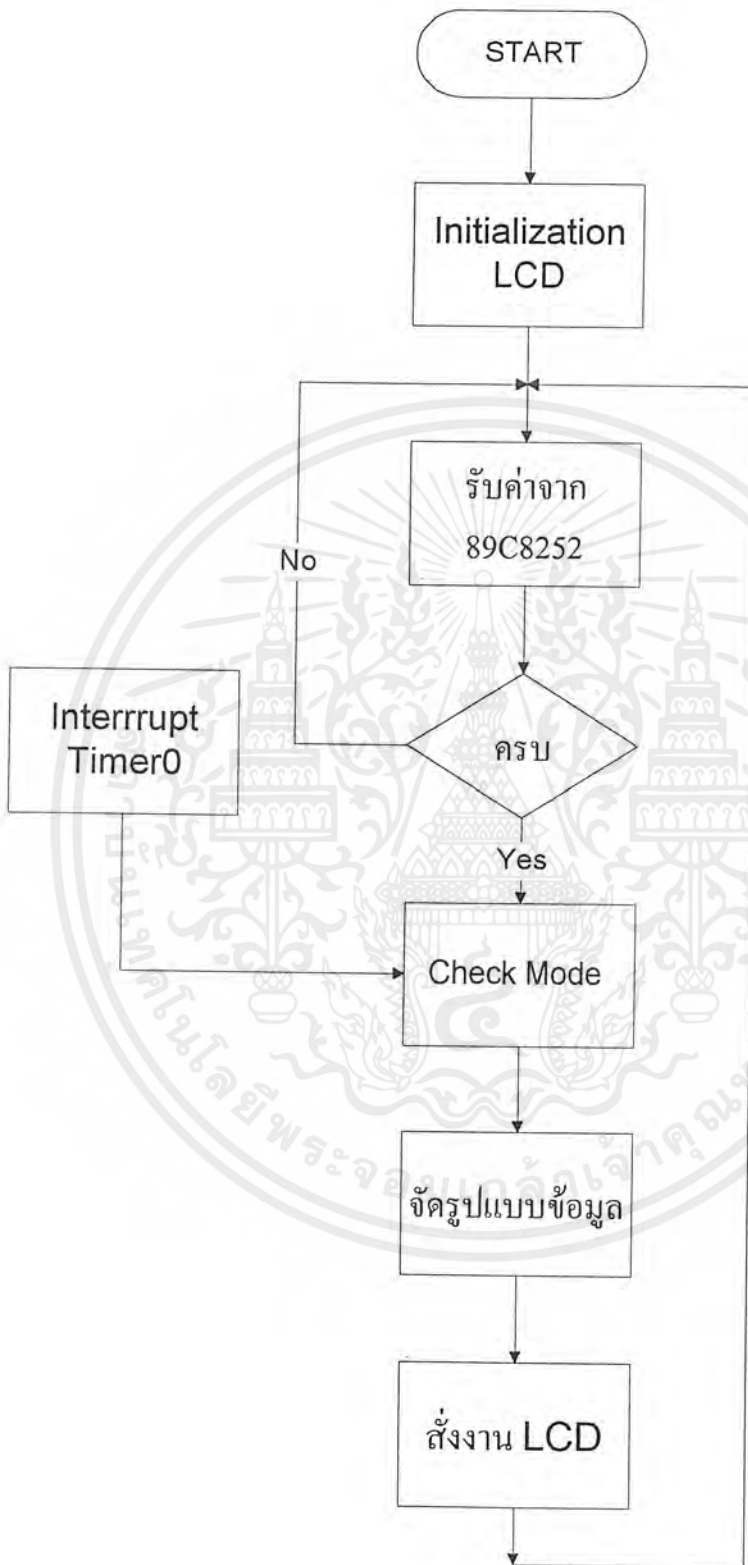 START
Initialization
LCD
รับค่าจาก
89C8252
No
Interrrupt
Timer0
ครบ
Yes
Check Mode
จัดรูปแบบข้อมูล
สั่งงาน LCD